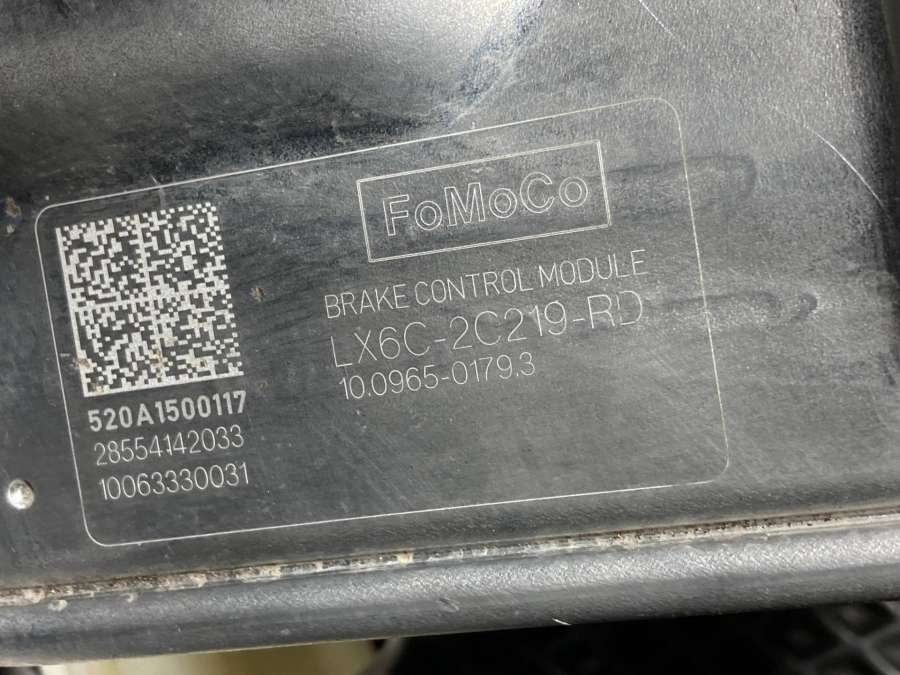 FoMoCo
BRAKE CONTROL MODULE
LX6C-2C219-RD
10.0965-0179.3
520A1500117
28554142033
10063330031